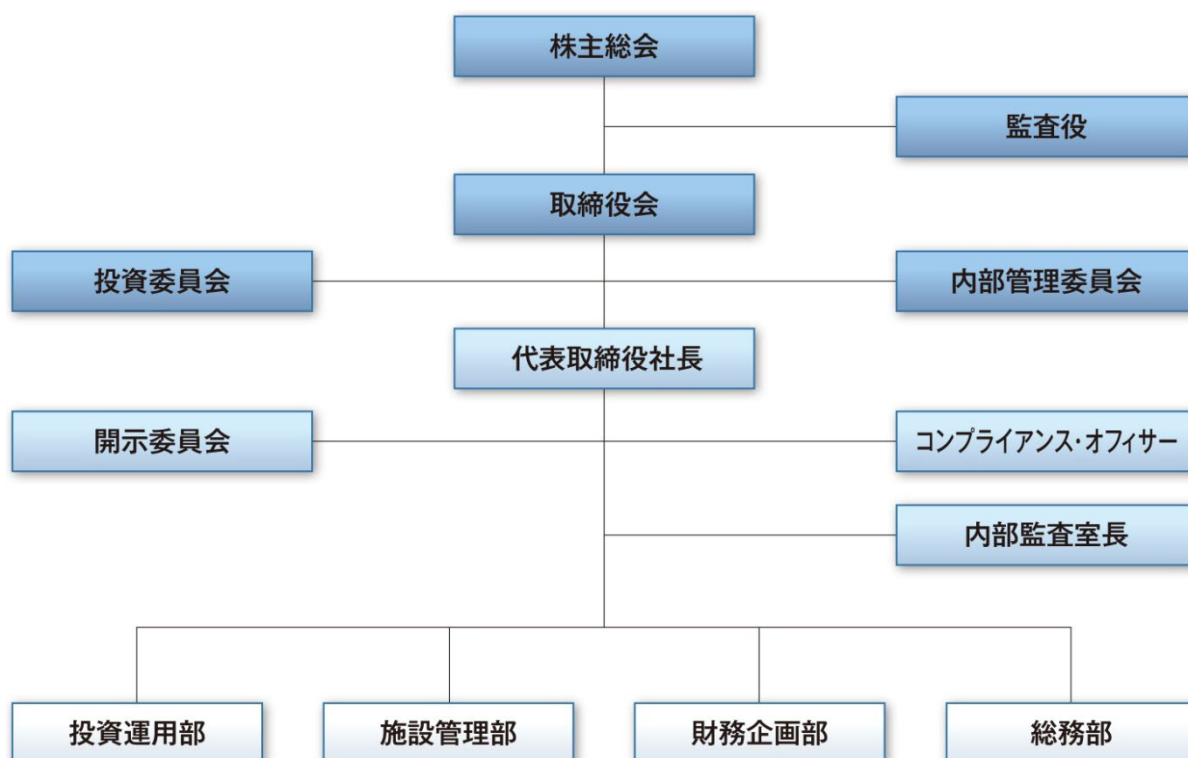 株主総会
監査役
取締役会
投資委員会
内部管理委員会
代表取締役社長
開示委員会
コンプライアンス・オフィサー
内部監査室長
投資運用部
施設管理部
財務企画部
総務部